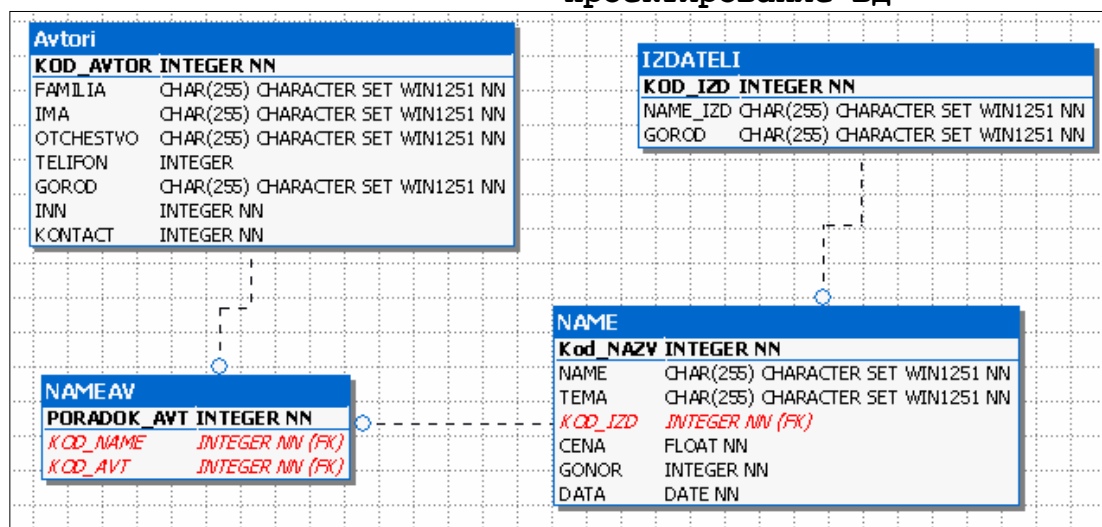 проектирование БД
Avtori
KOD_AVTOR INTEGER NN
FAMILIA CHAR(255) CHARACTER SET WIN1251 NN
IMA CHAR(255) CHARACTER SET WIN1251 NN
OTCHESTVO CHAR(255) CHARACTER SET WIN1251 NN
TELIFON INTEGER
GOROD CHAR(255) CHARACTER SET WIN1251 NN
INN INTEGER NN
KONTACT INTEGER NN
IZDATELI
KOD_IZD INTEGER NN
NAME_IZD CHAR(255) CHARACTER SET WIN1251 NN
GOROD CHAR(255) CHARACTER SET WIN1251 NN
NAMEAV
PORADOK_AVT INTEGER NN
KOD_NAME INTEGER NN (FK)
KOD_AVT INTEGER NN (FK)
NAME
Kod_NAZV INTEGER NN
NAME CHAR(255) CHARACTER SET WIN1251 NN
TEMA CHAR(255) CHARACTER SET WIN1251 NN
KOD_IZD INTEGER NN (FK)
CENA FLOAT NN
GONOR INTEGER NN
DATA DATE NN